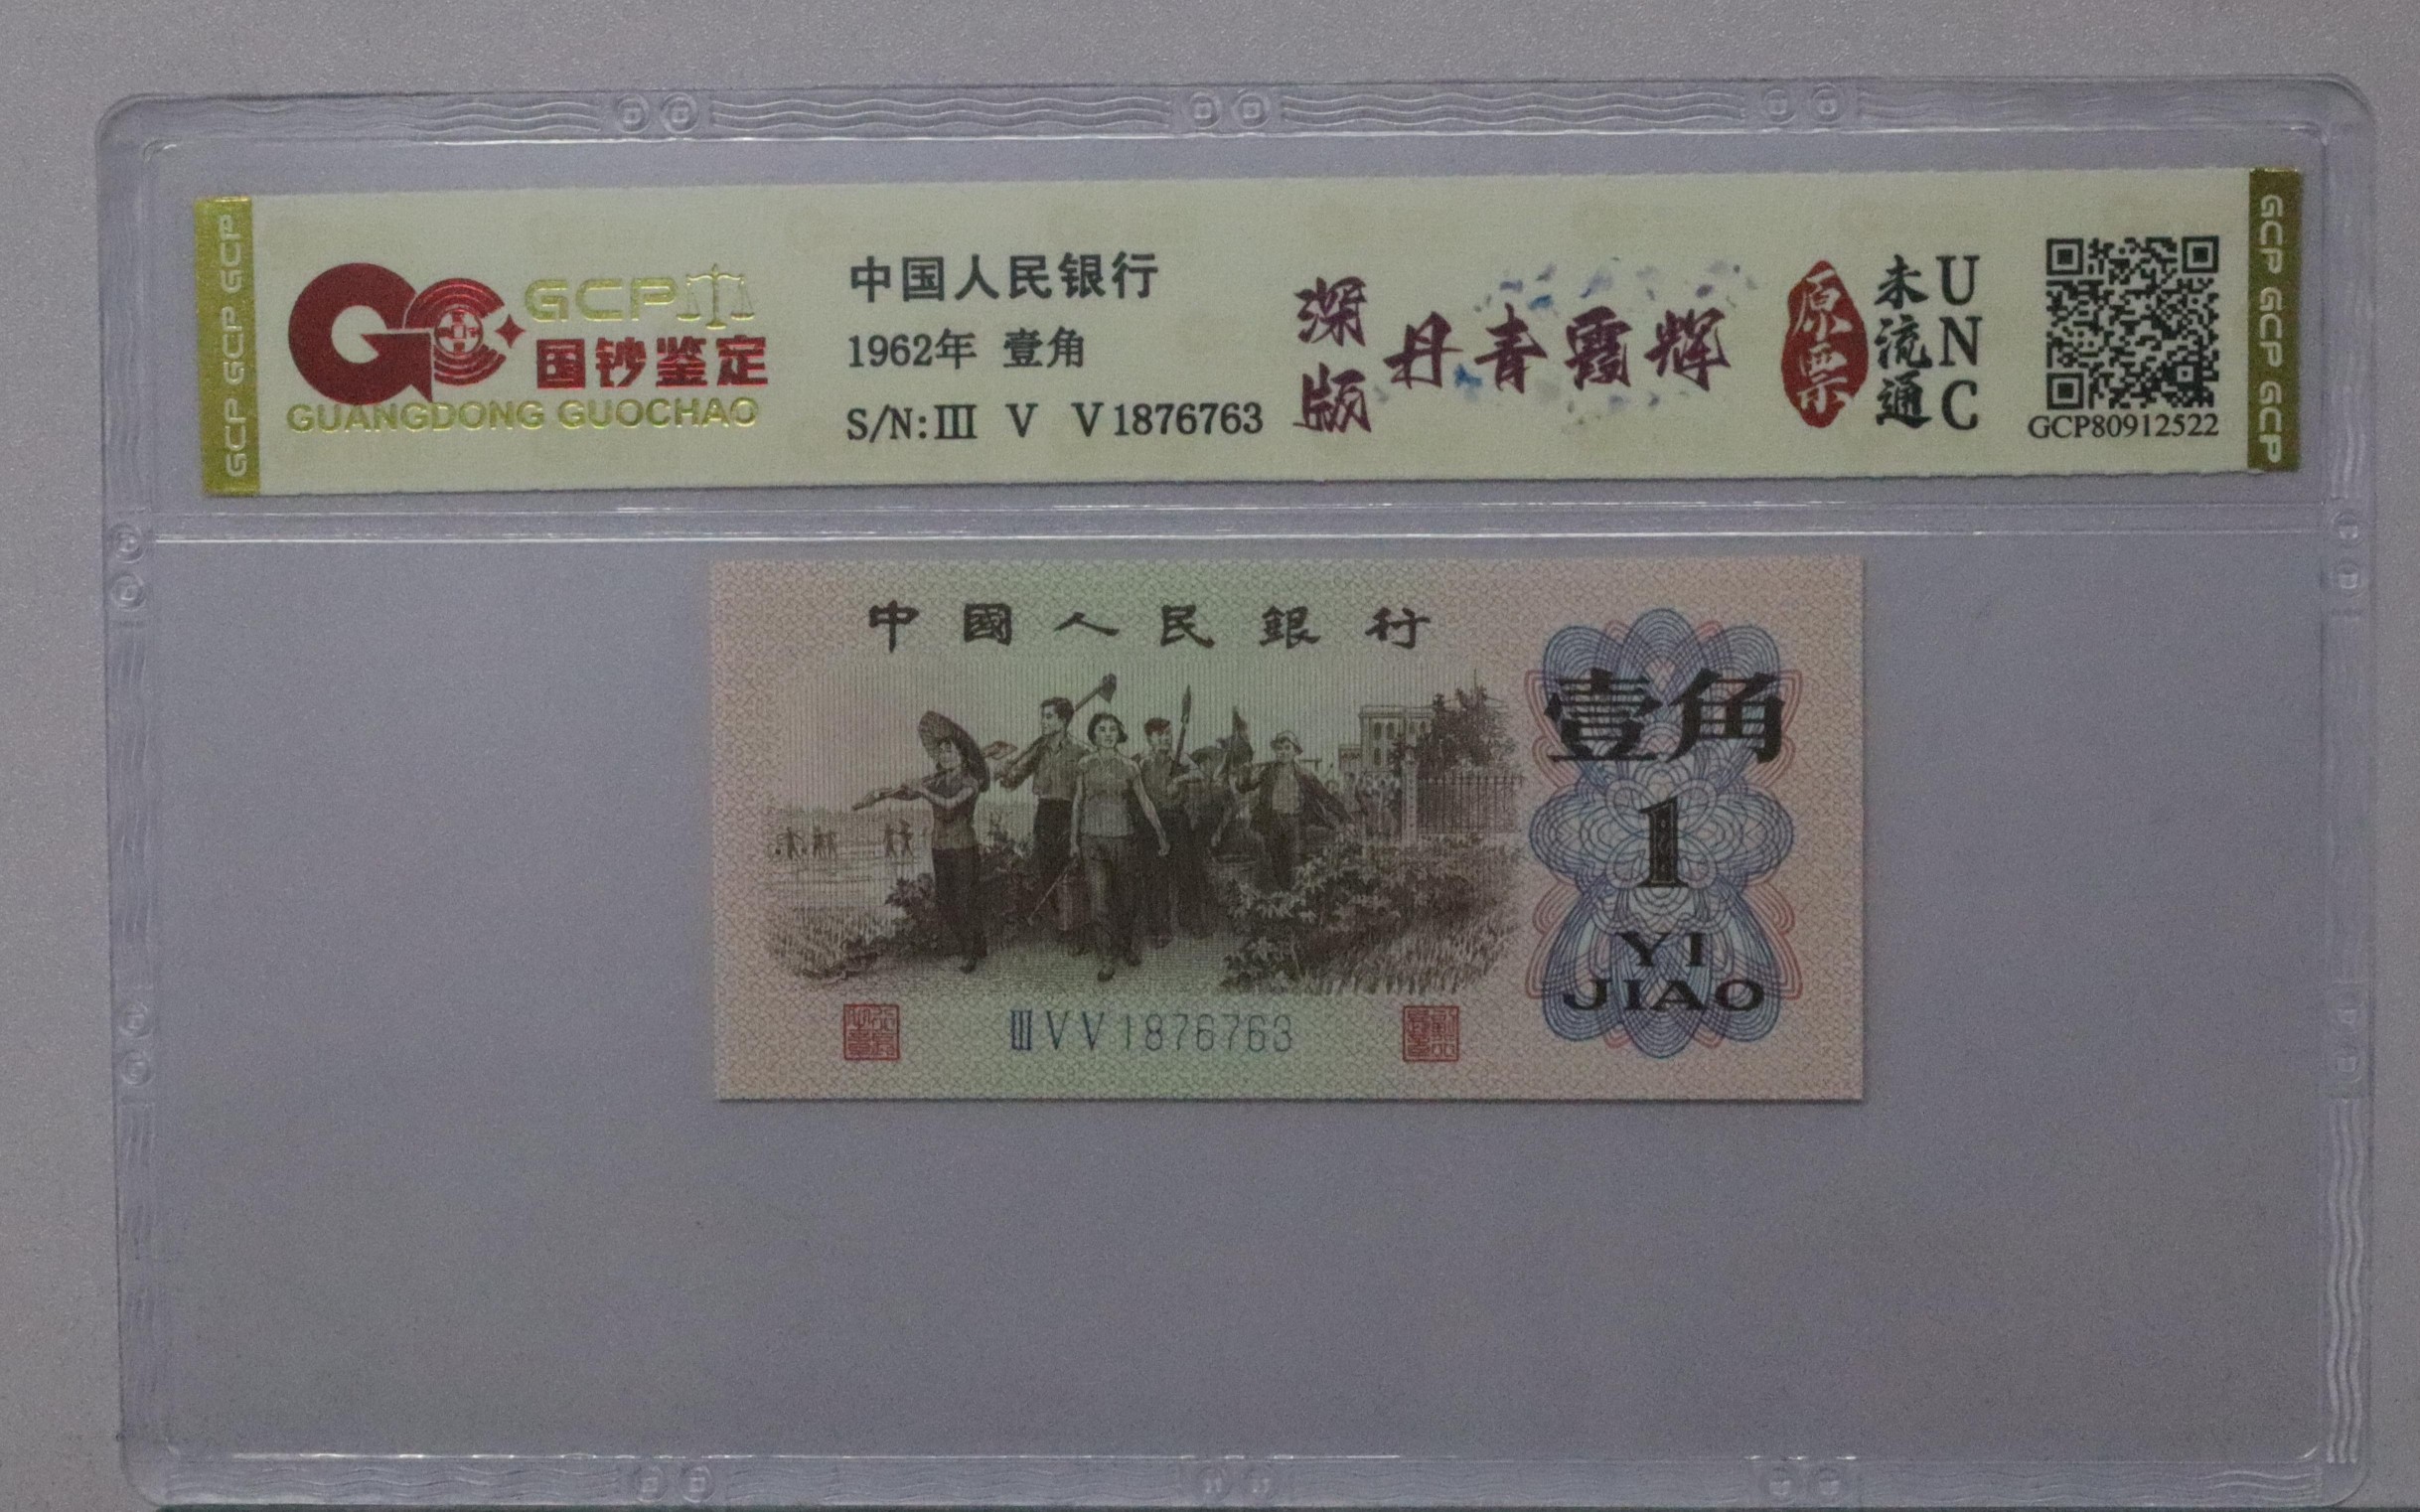 GCP GCP GCP
GCP
国钞鉴定
GUANGDONG GUOCHAO
中国人民银行
1962年 壹角
S/N:III V V1876763
深版
丹青霞辉
原票
未流通
UNC
GCP80912522
GCP GCP GCP
中國人民銀行
壹角
1
YI
JIAO
III V V 1876763